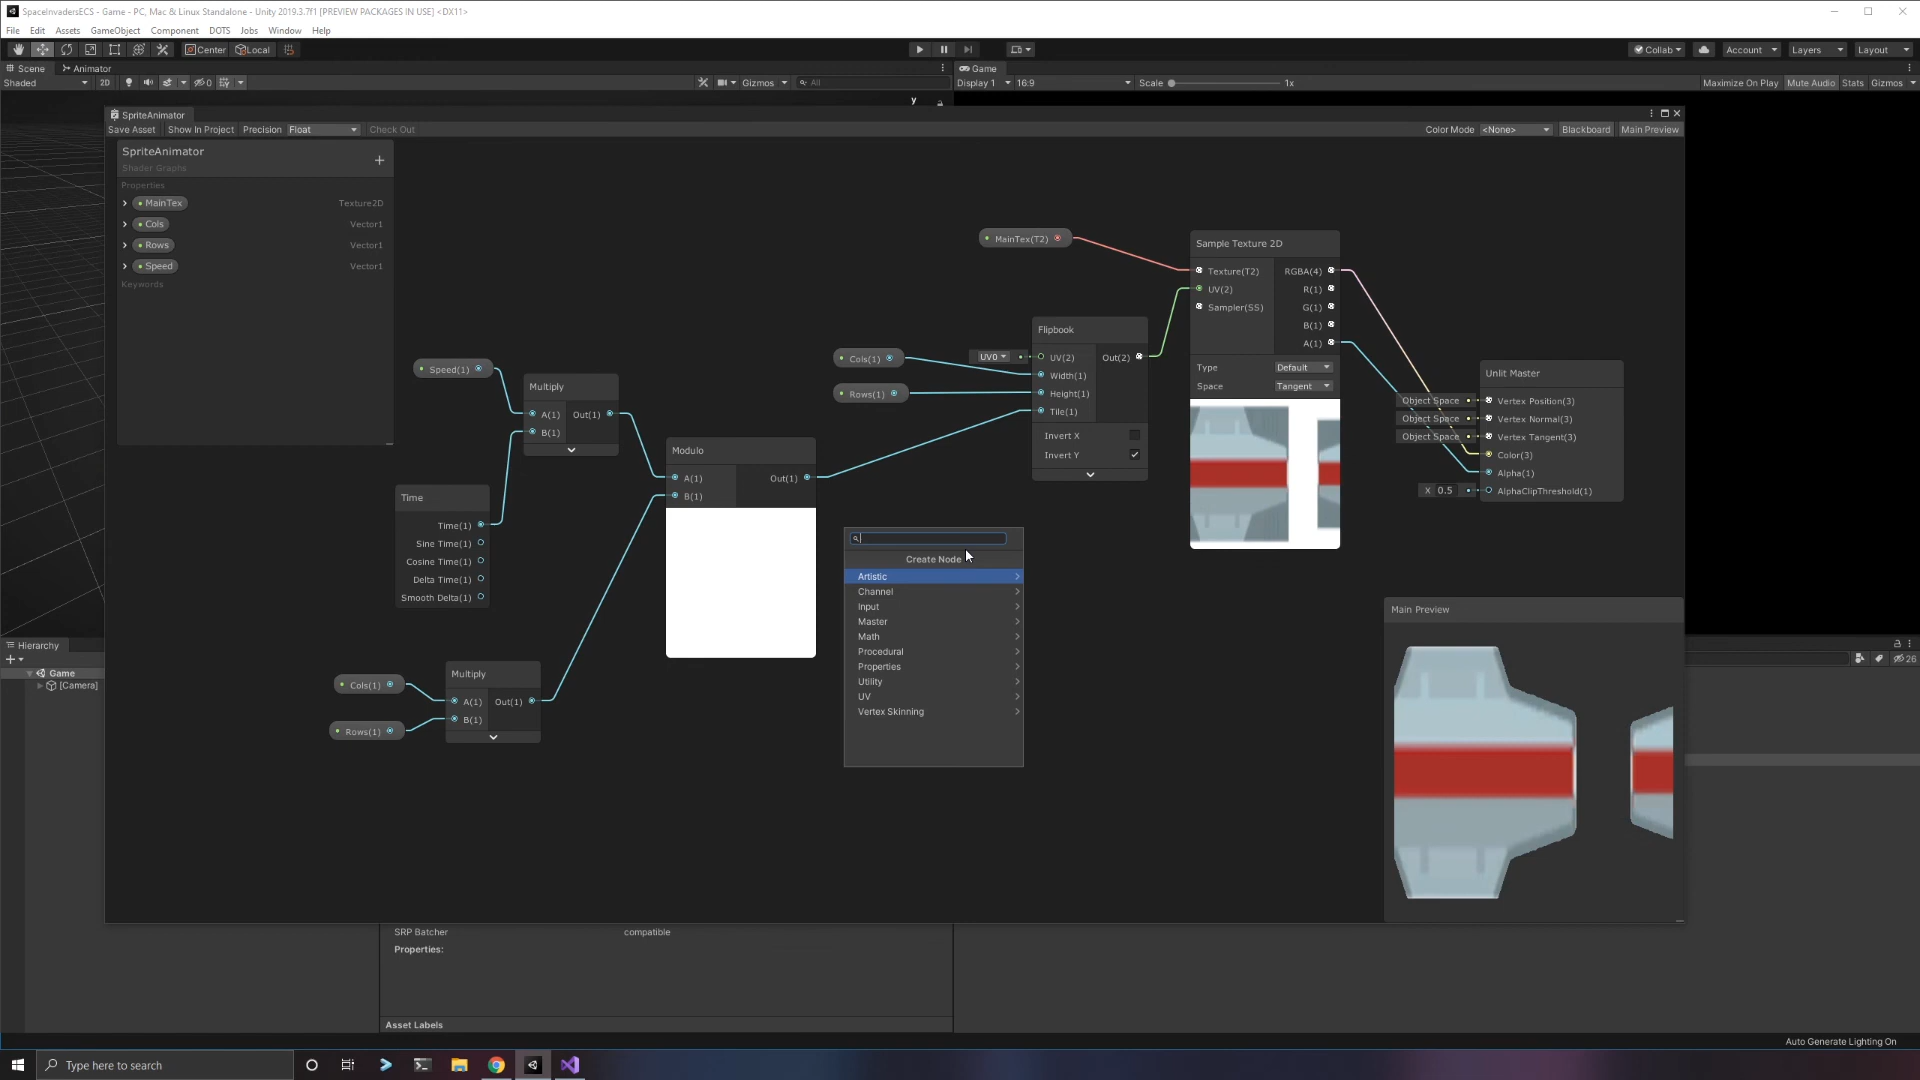 SpaceInvadersECS - Game - PC, Mac & Linux Standalone - Unity 2019.3.7f1 [PREVIEW PACKAGES IN USE] <DX11>
File Edit Assets GameObject Component DOTS Jobs Window Help
Center Local Collab Account Layers Layout
Scene Animator Game
Shaded 2D 0 Gizmos All Display 1 16:9 Scale 1x Maximize On Play Mute Audio Stats Gizmos
y
SpriteAnimator
Save Asset Show In Project Precision Float Check Out Color Mode <None> Blackboard Main Preview
SpriteAnimator
Shader Graphs
Properties
MainTex Texture2D
Cols Vector1
Rows Vector1
Speed Vector1
Keywords
MainTex(T2)
Sample Texture 2D
Texture(T2) RGBA(4)
UV(2) R(1)
Sampler(SS) G(1)
B(1)
A(1)
Type Default
Space Tangent
Flipbook
UV0 UV(2) Out(2)
Cols(1) Width(1)
Rows(1) Height(1)
Tile(1)
Invert X
Invert Y
Unlit Master
Object Space Vertex Position(3)
Object Space Vertex Normal(3)
Object Space Vertex Tangent(3)
Color(3)
Alpha(1)
X 0.5 AlphaClipThreshold(1)
Speed(1)
Multiply
A(1) Out(1)
B(1)
Modulo
A(1) Out(1)
B(1)
Time
Time(1)
Sine Time(1)
Cosine Time(1)
Delta Time(1)
Smooth Delta(1)
Cols(1)
Rows(1)
Multiply
A(1) Out(1)
B(1)
Create Node
Artistic
Channel
Input
Master
Math
Procedural
Properties
Utility
UV
Vertex Skinning
Main Preview
Hierarchy
Game
[Camera]
26
SRP Batcher compatible
Properties:
Asset Labels
Auto Generate Lighting On
Type here to search